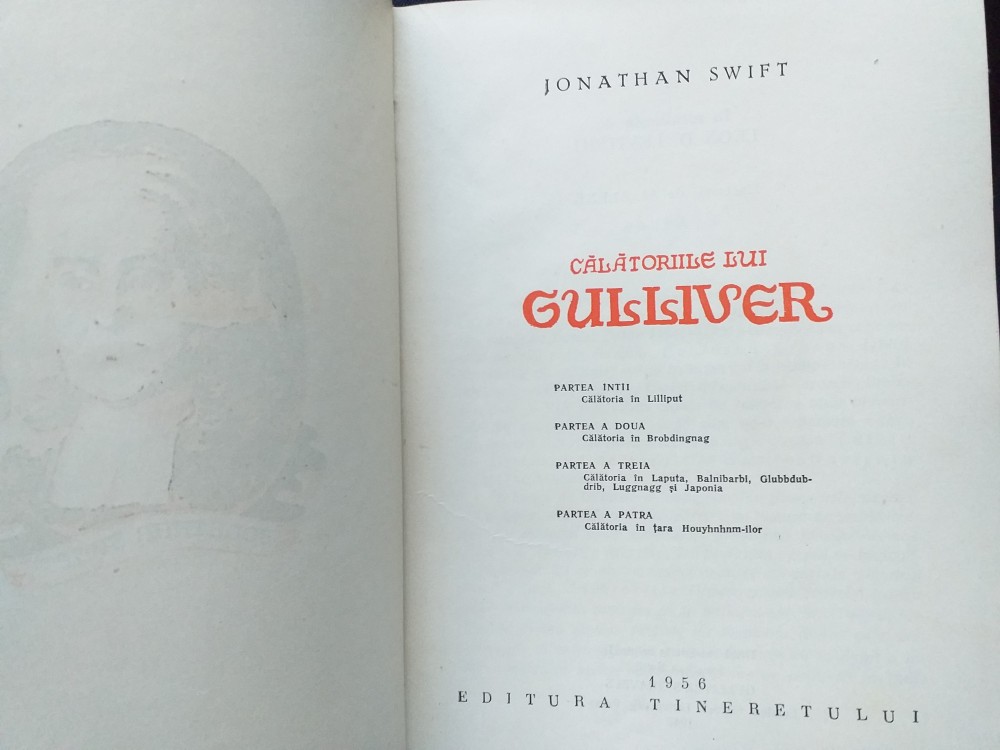 JONATHAN SWIFT
CĂLĂTORIILE LUI
GULLIVER
PARTEA ÎNTÎI
Călătoria în Lilliput
PARTEA A DOUA
Călătoria în Brobdingnag
PARTEA A TREIA
Călătoria în Laputa, Balnibarbi, Glubbdub-
drib, Luggnagg și Japonia
PARTEA A PATRA
Călătoria în țara Houyhnhnm-ilor
1956
EDITURA TINERETULUI